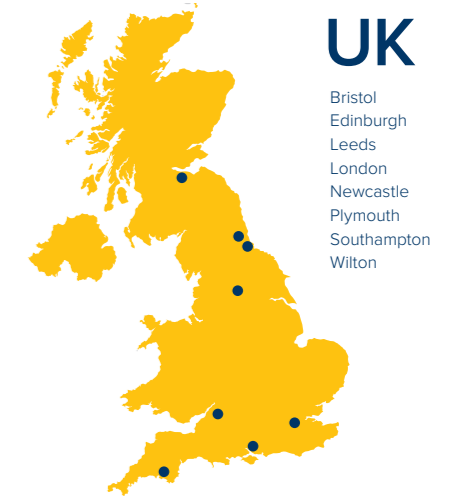 UK
Bristol
Edinburgh
Leeds
London
Newcastle
Plymouth
Southampton
Wilton